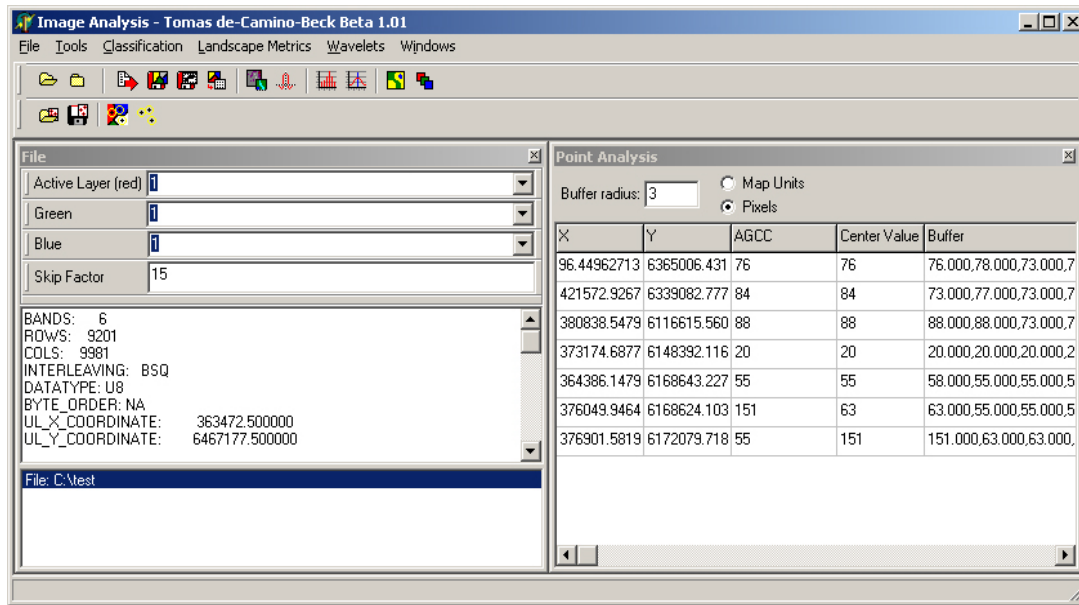 Image Analysis - Tomas de-Camino-Beck Beta 1.01
File Tools Classification Landscape Metrics Wavelets Windows
File
Active Layer (red) 1
Green 1
Blue 1
Skip Factor 15
BANDS: 6
ROWS: 9201
COLS: 9981
INTERLEAVING: BSQ
DATATYPE: U8
BYTE_ORDER: NA
UL_X_COORDINATE: 363472.500000
UL_Y_COORDINATE: 6467177.500000
File: C:\test
Point Analysis
Buffer radius: 3
Map Units
Pixels
X Y AGCC Center Value Buffer
96.44962713 6365006.431 76 76 76.000,78.000,73.000,7
421572.9267 6339082.777 84 84 73.000,77.000,73.000,7
380838.5479 6116615.560 88 88 88.000,88.000,73.000,7
373174.6877 6148392.116 20 20 20.000,20.000,20.000,2
364386.1479 6168643.227 55 55 58.000,55.000,55.000,5
376049.9464 6168624.103 151 63 63.000,55.000,55.000,5
376901.5819 6172079.718 55 151 151.000,63.000,63.000,